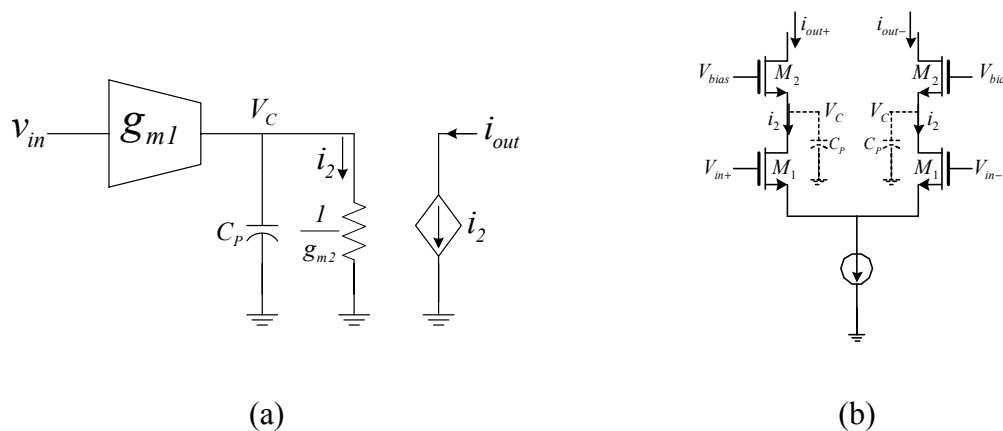 v_in
g_m1
V_C
i_2
C_P
1
g_m2
i_out
i_2
(a)
i_out+ i_out-
V_bias M_2 M_2 V_bia
V_C V_C
i_2 C_P C_P i_2
V_in+ M_1 M_1 V_in-
(b)